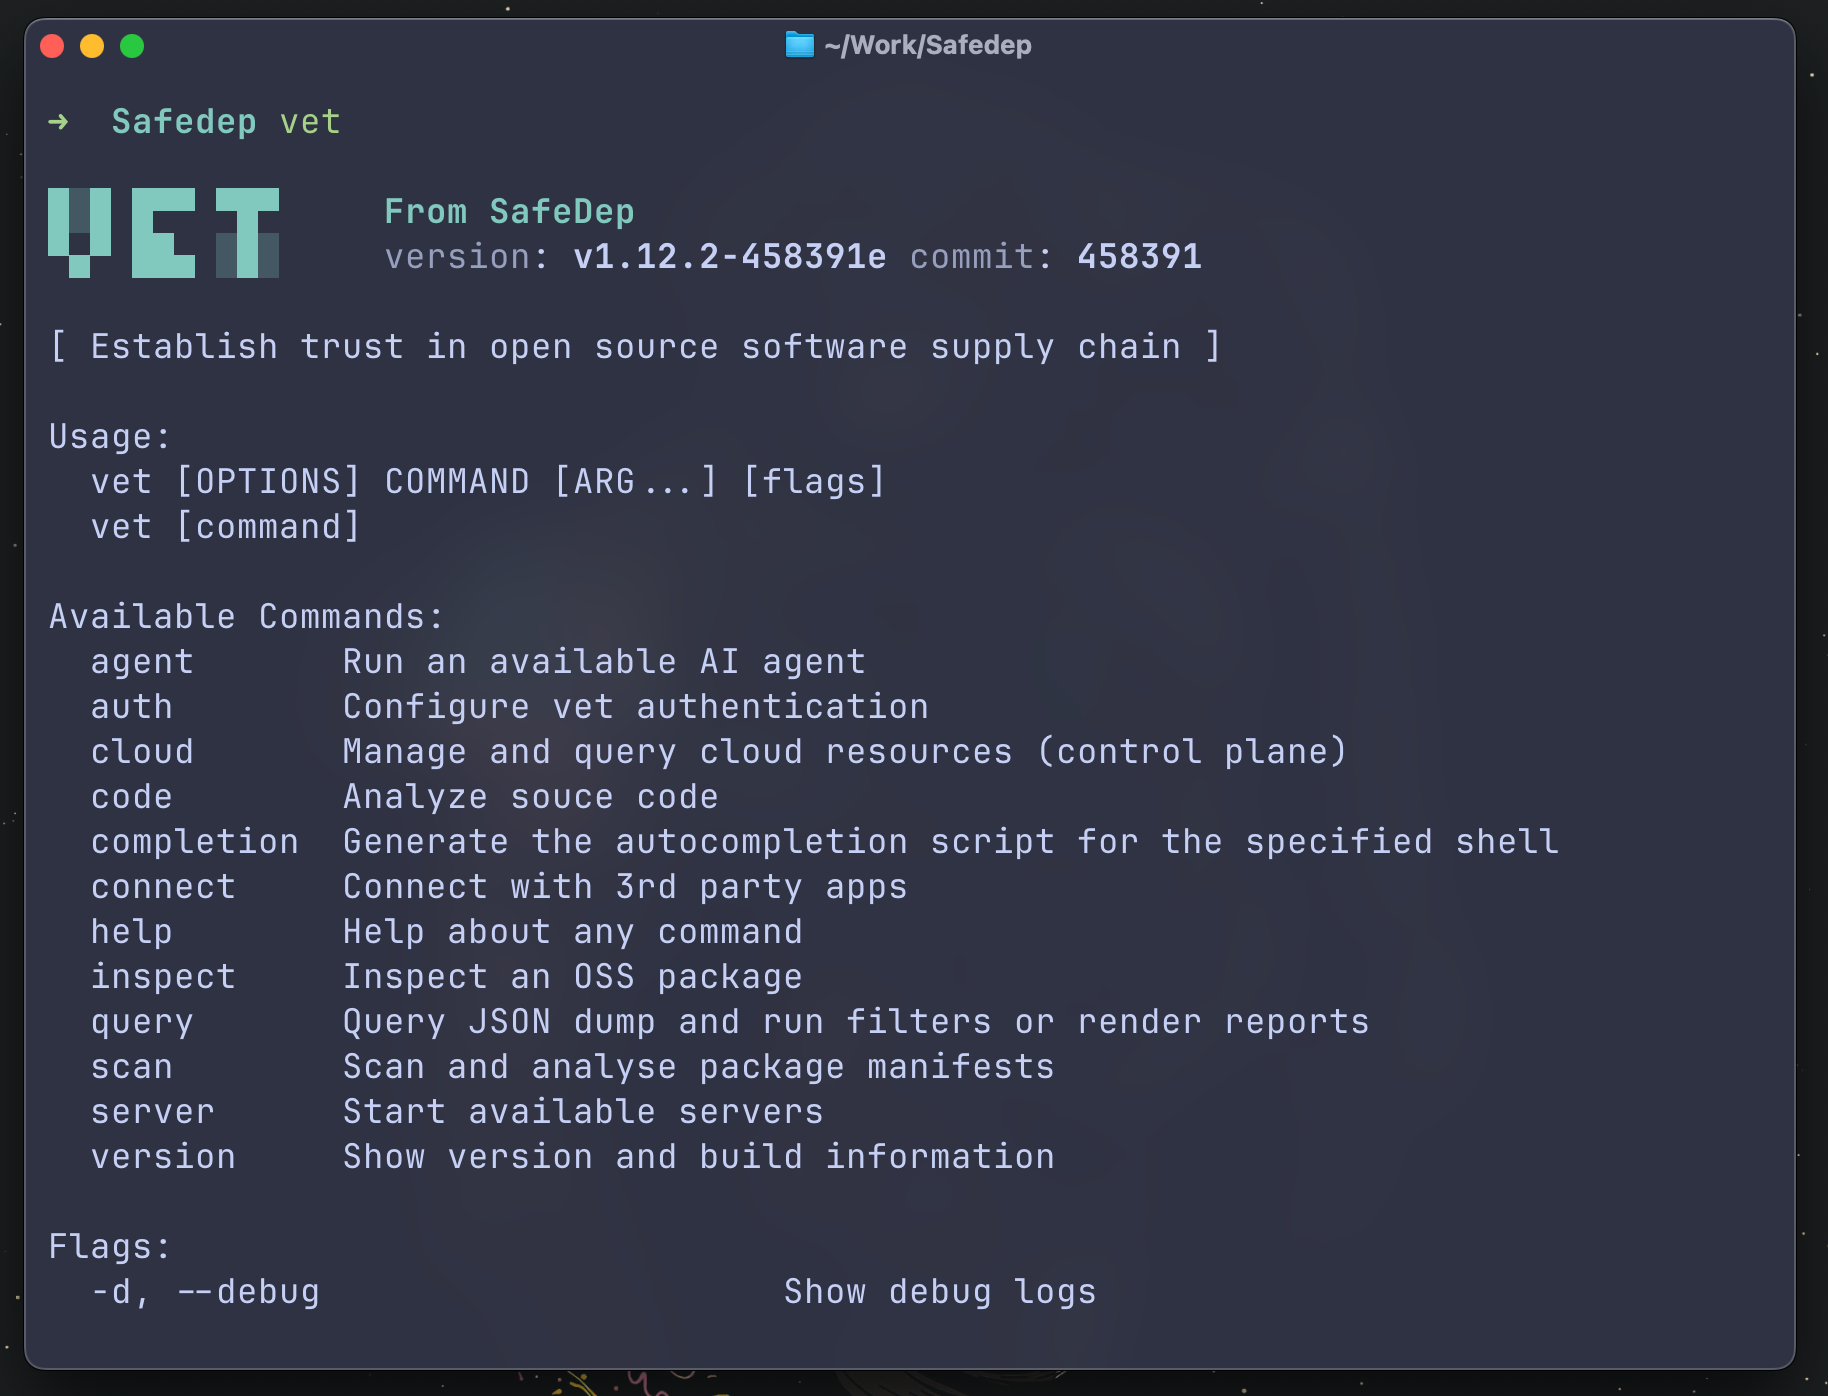 ~/Work/Safedep
➜ Safedep vet
VET
From SafeDep
version: v1.12.2-458391e commit: 458391
[ Establish trust in open source software supply chain ]
Usage:
vet [OPTIONS] COMMAND [ARG...] [flags]
vet [command]
Available Commands:
agent Run an available AI agent
auth Configure vet authentication
cloud Manage and query cloud resources (control plane)
code Analyze souce code
completion Generate the autocompletion script for the specified shell
connect Connect with 3rd party apps
help Help about any command
inspect Inspect an OSS package
query Query JSON dump and run filters or render reports
scan Scan and analyse package manifests
server Start available servers
version Show version and build information
Flags:
-d, --debug Show debug logs